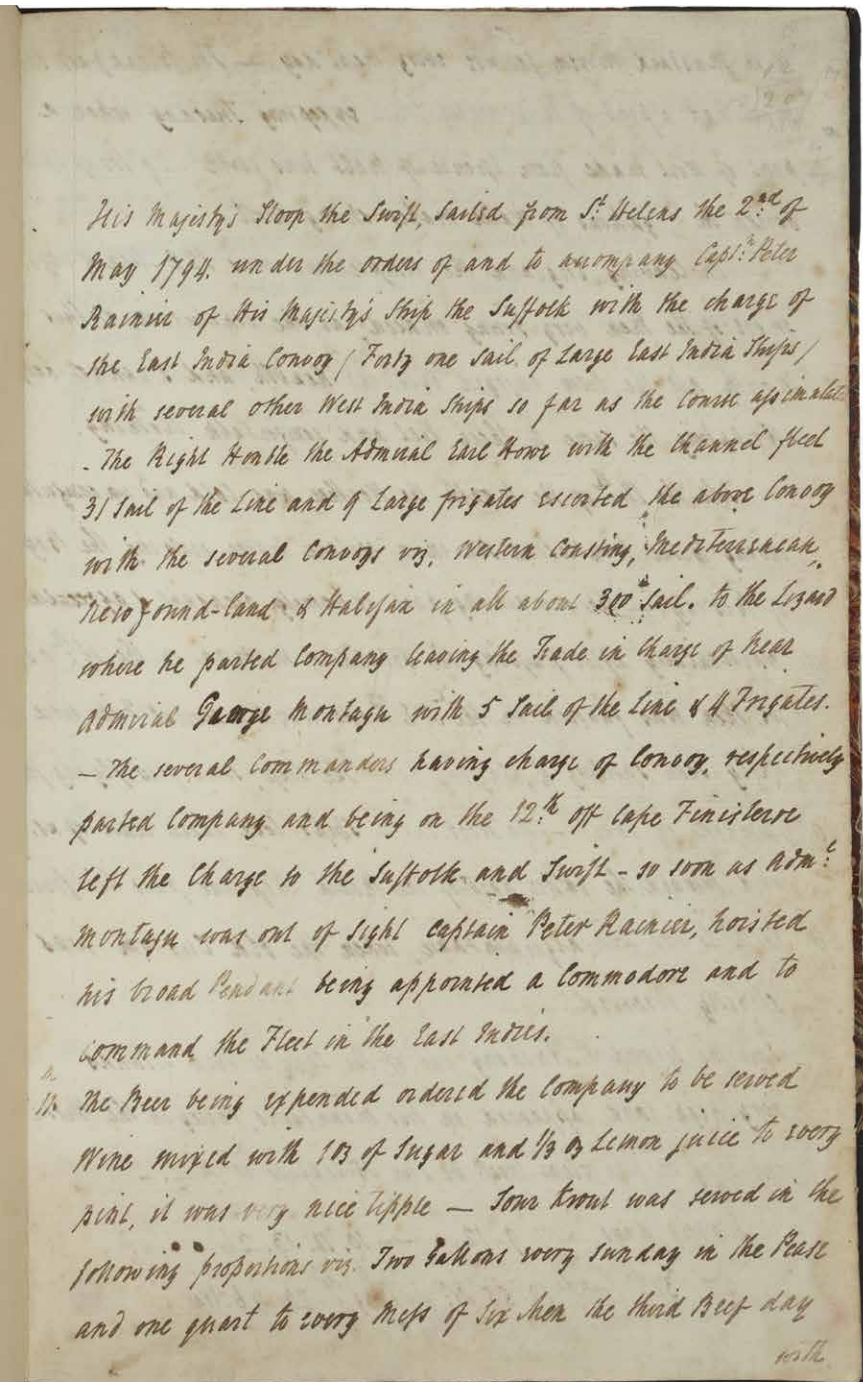 His Majesty's Sloop the Swift, sailed from St. Helens the 2nd. of
May 1794. under the orders of and to accompany Captn. Peter
Rainier of His Majesty's Ship the Suffolk with the charge of
the East India Convoy / Forty one sail of Large East India Ships /
with several other West India Ships so far as the Course assimalates
- The Right Honble the Admiral Earl Howe with the Channel fleet
31 Sail of the Line and 9 Large frigates escorted the above Convoy
with the several Convoys viz, Western Coasting, Mediterranean,
Newfound-land & Halifax in all about 300 Sail. to the Lizard
where he parted Company leaving the Trade in Charge of Rear
Admiral George Montagu with 5 Sail of the Line & 4 Frigates.
— The several Commanders having charge of Convoy, respectively
parted Company and being on the 12.th off Cape Finisterre
left the Charge to the Suffolk and Swift - so soon as Adml.
Montagu was out of Sight Captain Peter Rainier, hoisted
his broad Pendant being appointed a Commodore and to
command the Fleet in the East Indies.
The Beer being expended ordered the Company to be served
Wine mixed with 1 oz of Sugar and 1/3 oz Lemon juice to every
pint, it was very nice tipple — Sour Krout was served in the
following proportions viz. Two Gallons every Sunday in the Pease
and one quart to every Mess of Six Men the third Beef day
with